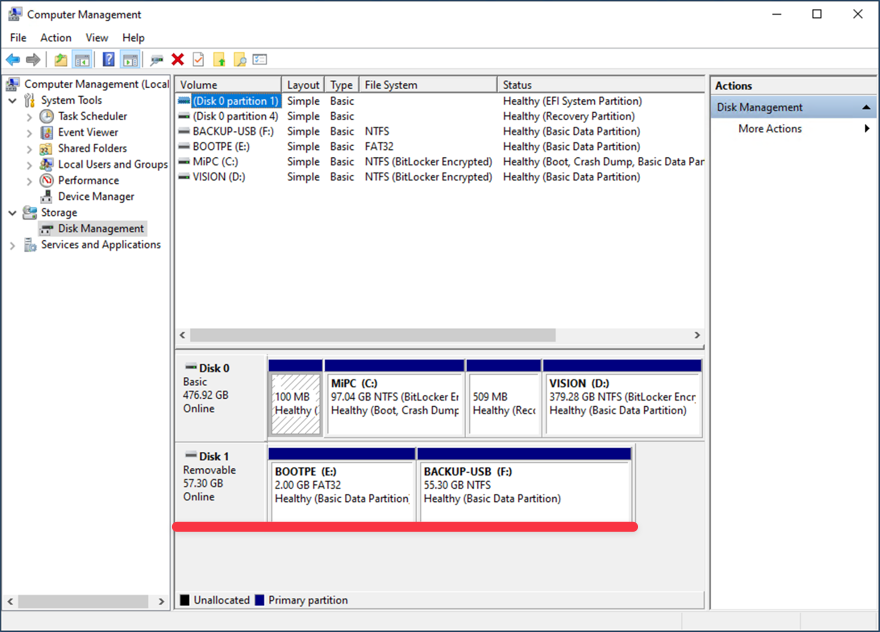 Computer Management
File Action View Help
Computer Management (Local
System Tools
Task Scheduler
Event Viewer
Shared Folders
Local Users and Groups
Performance
Device Manager
Storage
Disk Management
Services and Applications
Volume Layout Type File System Status
(Disk 0 partition 1) Simple Basic Healthy (EFI System Partition)
(Disk 0 partition 4) Simple Basic Healthy (Recovery Partition)
BACKUP-USB (F:) Simple Basic NTFS Healthy (Basic Data Partition)
BOOTPE (E:) Simple Basic FAT32 Healthy (Basic Data Partition)
MiPC (C:) Simple Basic NTFS (BitLocker Encrypted) Healthy (Boot, Crash Dump, Basic Data Par
VISION (D:) Simple Basic NTFS (BitLocker Encrypted) Healthy (Basic Data Partition)
Disk 0
Basic
476.92 GB
Online
100 MB
Healthy (
MiPC (C:)
97.04 GB NTFS (BitLocker Er
Healthy (Boot, Crash Dump
509 MB
Healthy (Rec
VISION (D:)
379.28 GB NTFS (BitLocker Encr
Healthy (Basic Data Partition)
Disk 1
Removable
57.30 GB
Online
BOOTPE (E:)
2.00 GB FAT32
Healthy (Basic Data Partition)
BACKUP-USB (F:)
55.30 GB NTFS
Healthy (Basic Data Partition)
Unallocated Primary partition
Actions
Disk Management
More Actions